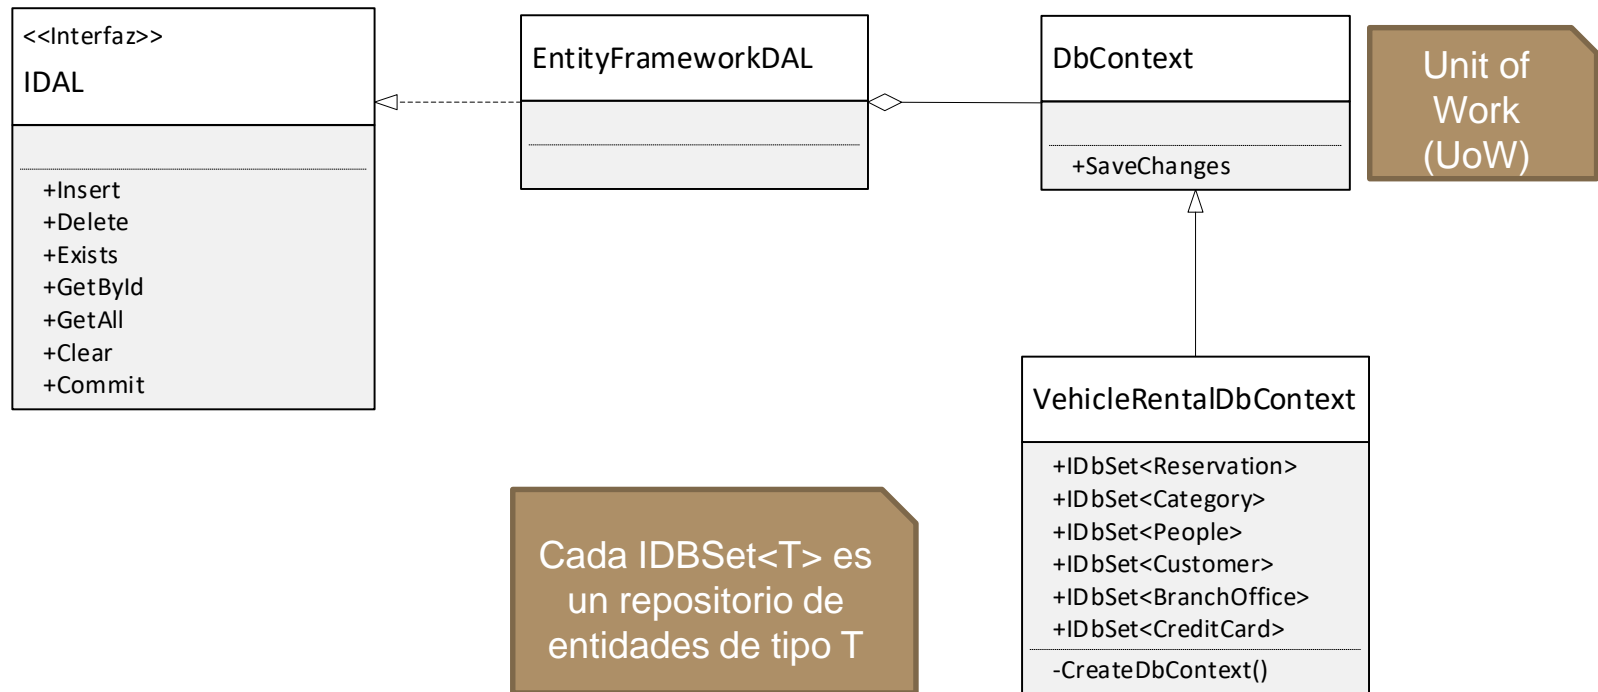 <<Interfaz>>
IDAL
+Insert
+Delete
+Exists
+GetById
+GetAll
+Clear
+Commit
EntityFrameworkDAL
DbContext
+SaveChanges
Unit of
Work
(UoW)
VehicleRentalDbContext
+IDbSet<Reservation>
+IDbSet<Category>
+IDbSet<People>
+IDbSet<Customer>
+IDbSet<BranchOffice>
+IDbSet<CreditCard>
-CreateDbContext()
Cada IDBSet<T> es
un repositorio de
entidades de tipo T